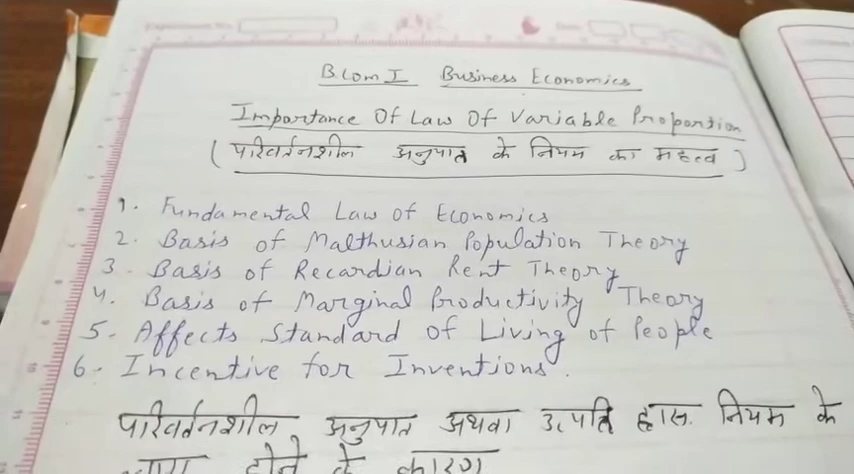 B.Com I Business Economics
Importance Of Law Of Variable Proportion
(परिवर्तनशील अनुपात के नियम का महत्व)
1. Fundamental Law of Economics
2. Basis of Malthusian Population Theory
3. Basis of Recardian Rent Theory
4. Basis of Marginal Productivity Theory
5- Affects Standard of Living of People
6- Incentive for Inventions.
परिवर्तनशील अनुपात अथवा उत्पत्ति ह्रास नियम के
होने के कारण